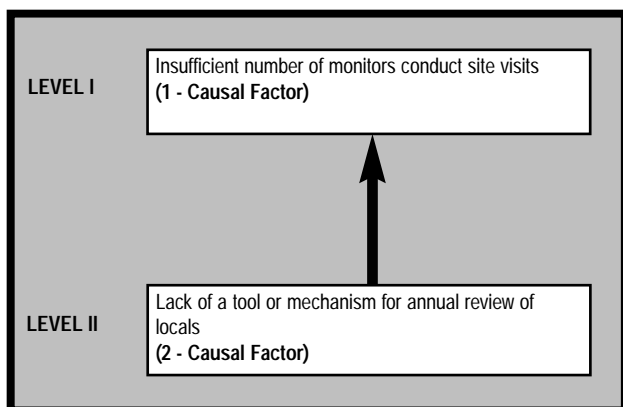 LEVEL I
Insufficient number of monitors conduct site visits
(1 - Causal Factor)
LEVEL II
Lack of a tool or mechanism for annual review of
locals
(2 - Causal Factor)